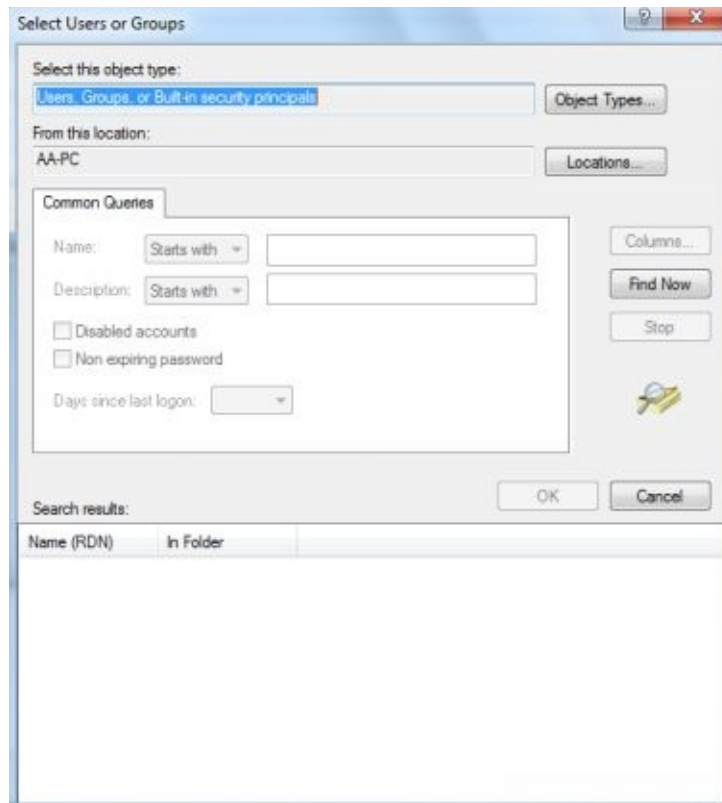 Select Users or Groups
Select this object type:
Users, Groups, or Built-in security principals
Object Types...
From this location:
AA-PC
Locations...
Common Queries
Name: Starts with
Columns...
Description: Starts with
Find Now
Disabled accounts
Stop
Non expiring password
Days since last logon:
OK Cancel
Search results:
Name (RDN) In Folder